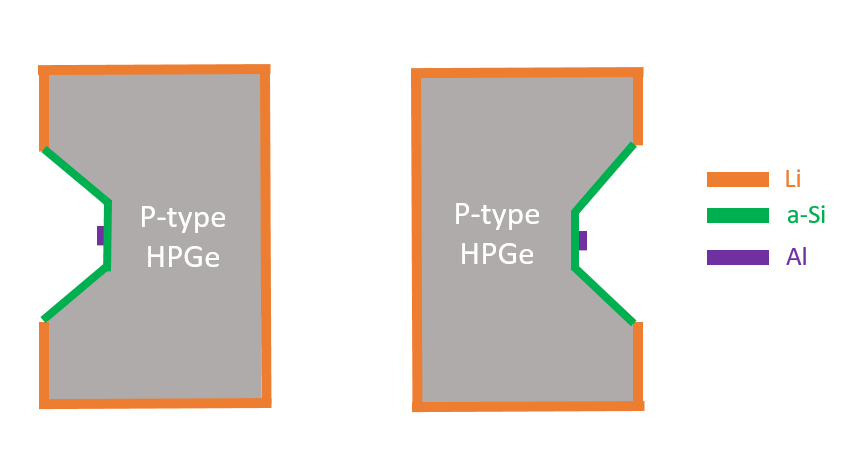 P-type
HPGe
P-type
HPGe
Li
a-Si
Al